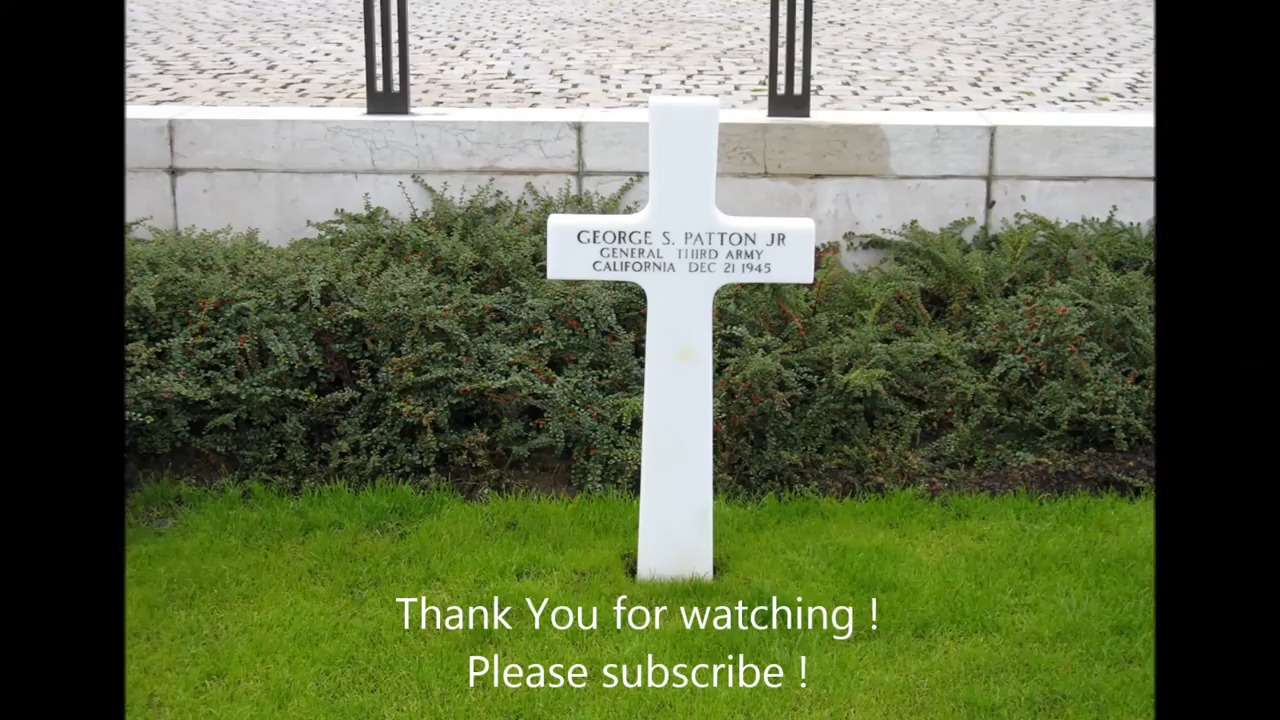 GEORGE S. PATTON JR
GENERAL THIRD ARMY
CALIFORNIA DEC 21 1945
Thank You for watching !
Please subscribe !